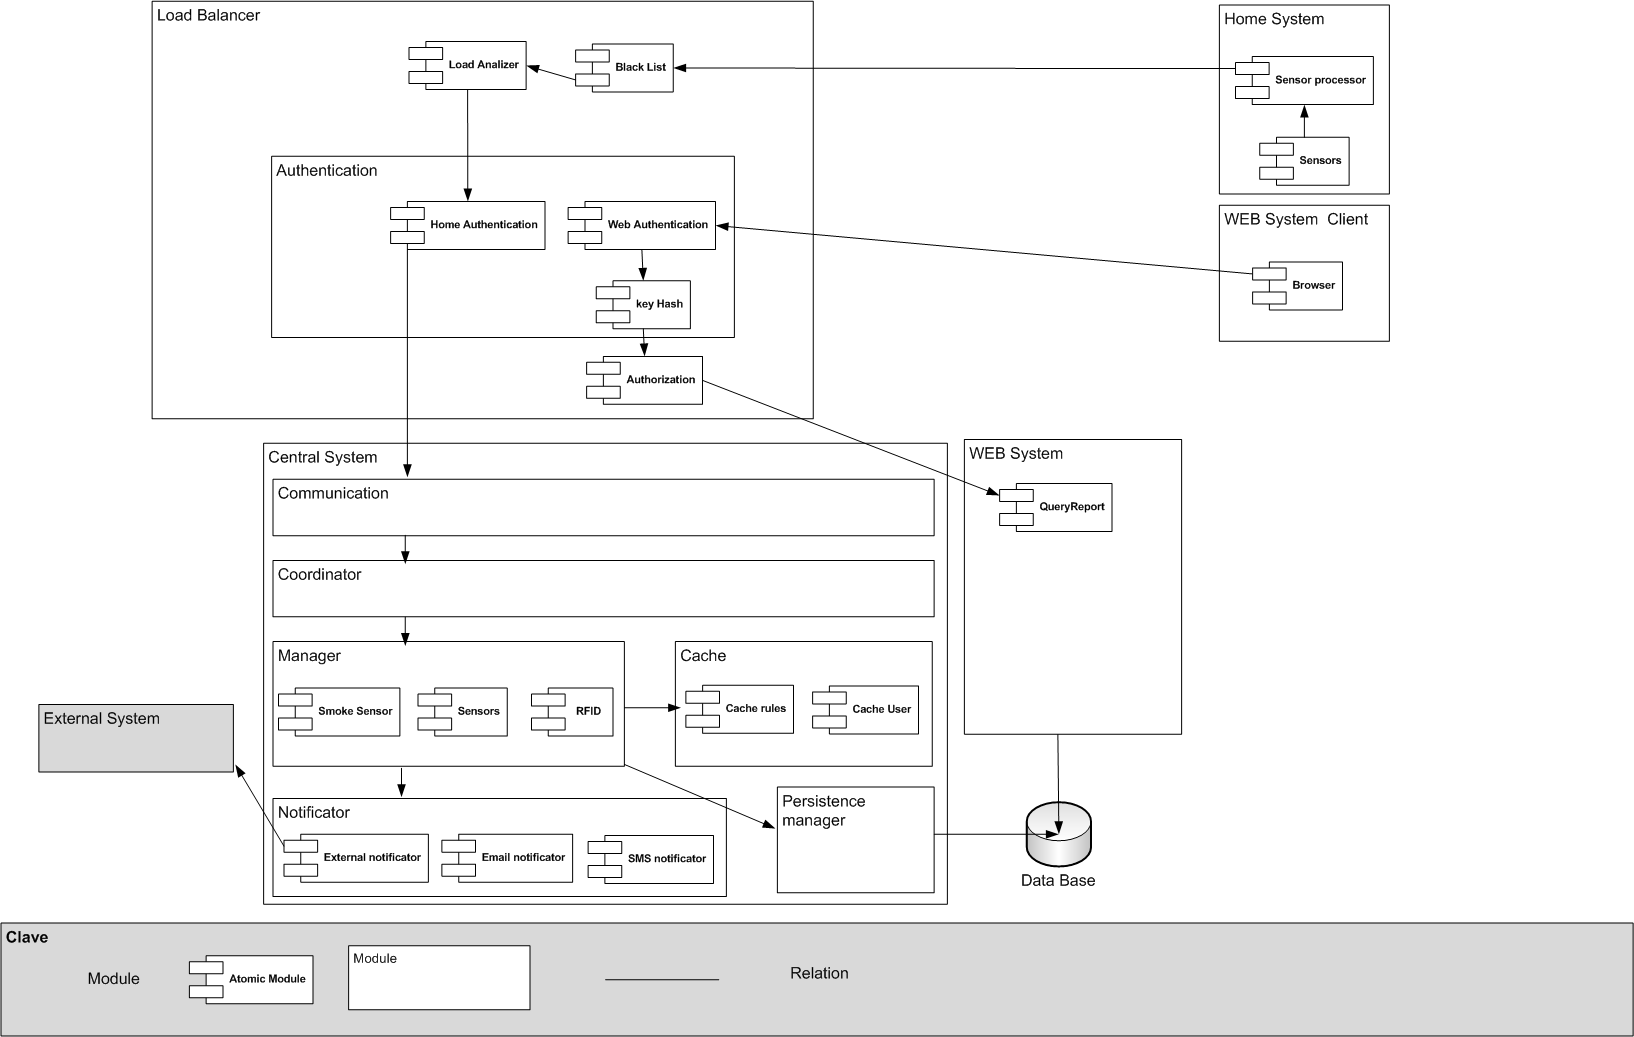 Load Balancer
Load Analizer
Black List
Home System
Sensor processor
Sensors
Authentication
Home Authentication
Web Authentication
key Hash
Authorization
WEB System  Client
Browser
Central System
Communication
Coordinator
Manager
Smoke Sensor
Sensors
RFID
Cache
Cache rules
Cache User
WEB System
QueryReport
External System
Notificator
External notificator
Email notificator
SMS notificator
Persistence
manager
Data Base
Clave
Module
Atomic Module
Module
Relation